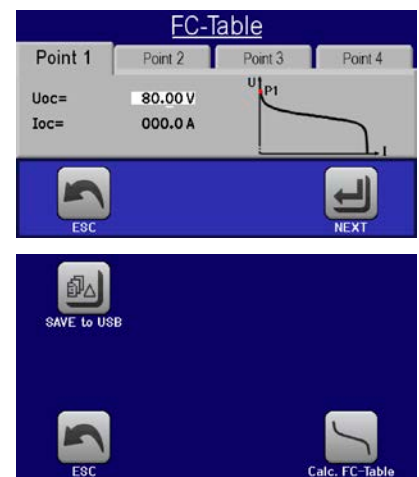 FC-Table
Point 1 Point 2 Point 3 Point 4
Uoc= 80.00 V
Ioc= 000.0 A
U P1
I
ESC NEXT
SAVE to USB
ESC Calc. FC-Table